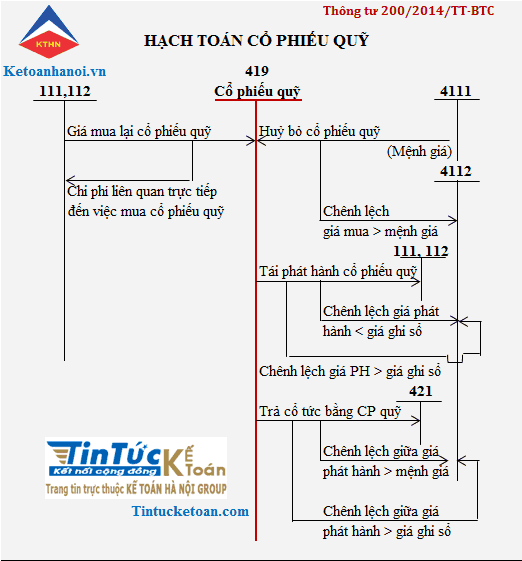 Thông tư 200/2014/TT-BTC
KTHN
HẠCH TOÁN CỔ PHIẾU QUỸ
Ketoanhanoi.vn
111,112
419
Cổ phiếu quỹ
4111
Giá mua lại cổ phiếu quỹ
Huỷ bỏ cổ phiếu quỹ
(Mệnh giá)
4112
Chi phí liên quan trực tiếp
đến việc mua cổ phiếu quỹ
Chênh lệch
giá mua > mệnh giá
111, 112
Tái phát hành cổ phiếu quỹ
Chênh lệch giá phát
hành < giá ghi sổ
Chênh lệch giá PH > giá ghi sổ
421
Trả cổ tức bằng CP quỹ
Chênh lệch giữa giá
phát hành > mệnh giá
Chênh lệch giữa giá
phát hành > giá ghi sổ
TinTức KẾ Toán
Kết nối cộng đồng
Trang tin trực thuộc KẾ TOÁN HÀ NỘI GROUP
Tintucketoan.com